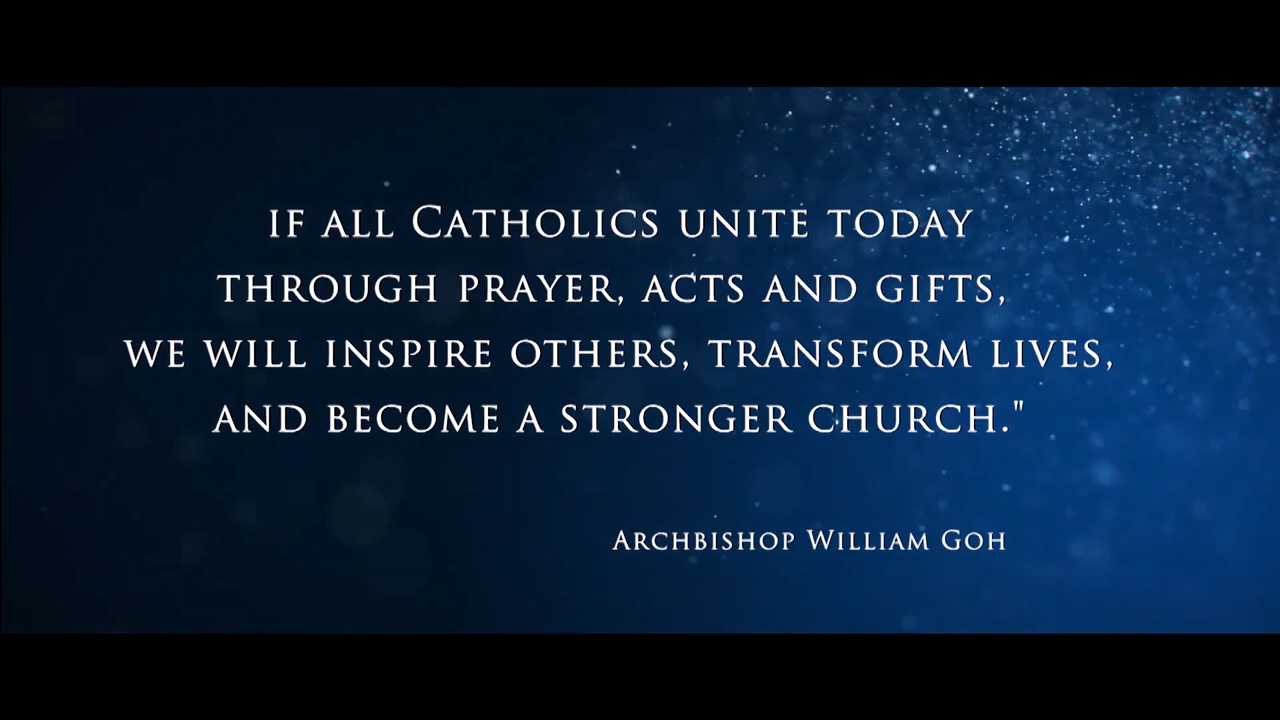 IF ALL CATHOLICS UNITE TODAY
THROUGH PRAYER, ACTS AND GIFTS,
WE WILL INSPIRE OTHERS, TRANSFORM LIVES,
AND BECOME A STRONGER CHURCH."
ARCHBISHOP WILLIAM GOH